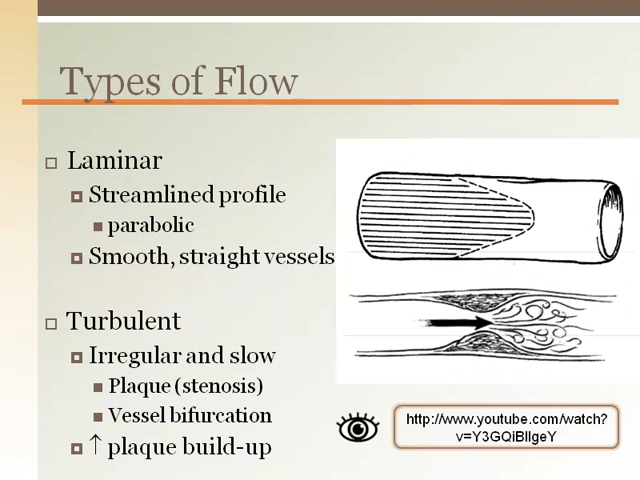 Types of Flow
Laminar
Streamlined profile
parabolic
Smooth, straight vessels
Turbulent
Irregular and slow
Plaque (stenosis)
Vessel bifurcation
↑ plaque build-up
http://www.youtube.com/watch?
v=Y3GQiBllgeY